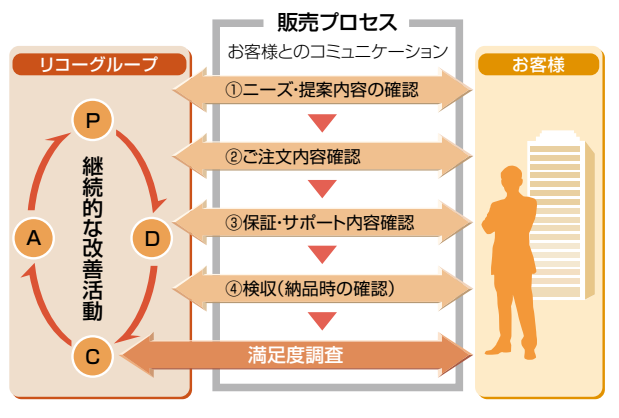 販売プロセス
お客様とのコミュニケーション
リコーグループ
お客様
①ニーズ・提案内容の確認
②ご注文内容確認
③保証・サポート内容確認
④検収(納品時の確認)
満足度調査
P
D
C
A
継続的な改善活動